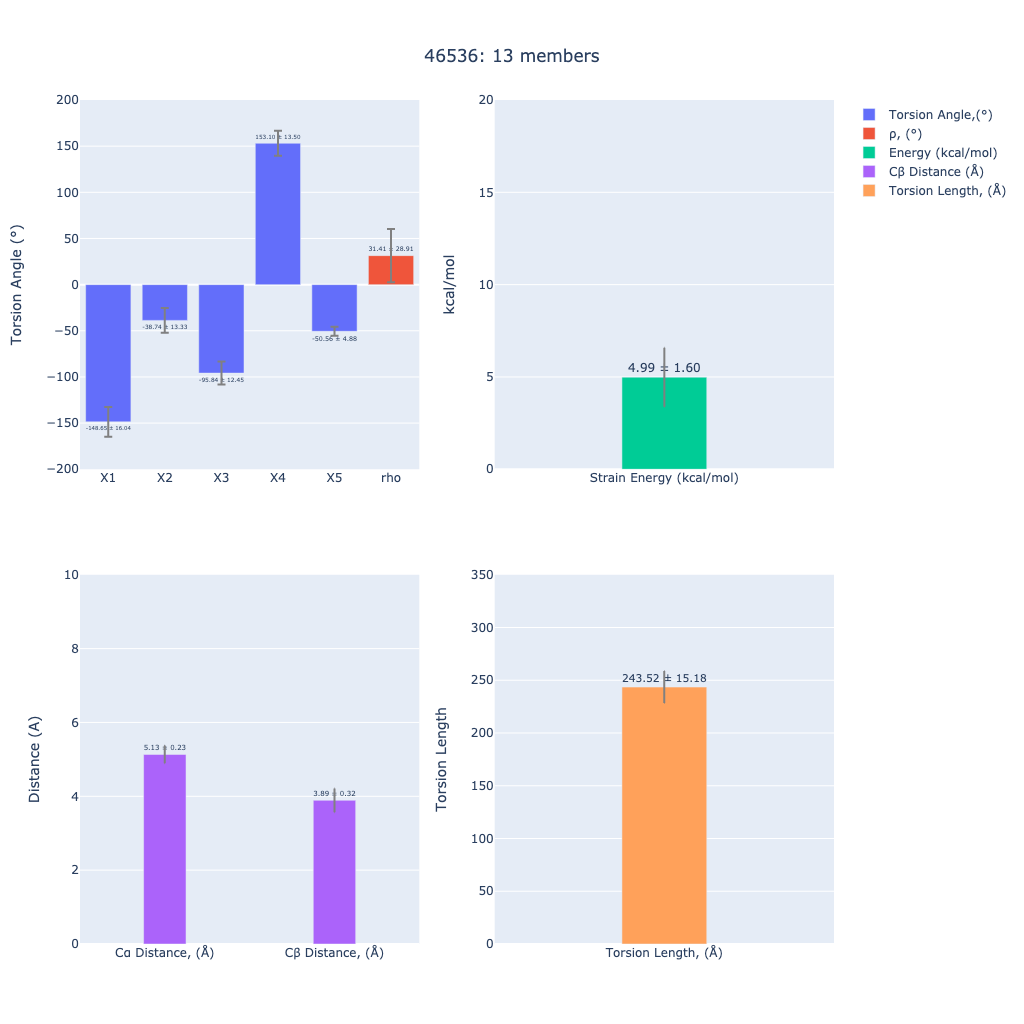 46536: 13 members
Torsion Angle (°)
200
150
100
50
0
−50
−100
−150
−200
-148.65 ± 16.04
-38.74 ± 13.33
-95.84 ± 12.45
153.10 ± 13.50
-50.56 ± 4.88
31.41 ± 28.91
X1 X2 X3 X4 X5 rho
kcal/mol
20
15
10
5
0
4.99 ± 1.60
Strain Energy (kcal/mol)
Torsion Angle,(°)
ρ, (°)
Energy (kcal/mol)
Cβ Distance (Å)
Torsion Length, (Å)
Distance (A)
10
8
6
4
2
0
5.13 ± 0.23
3.89 ± 0.32
Cα Distance, (Å) Cβ Distance, (Å)
Torsion Length
350
300
250
200
150
100
50
0
243.52 ± 15.18
Torsion Length, (Å)